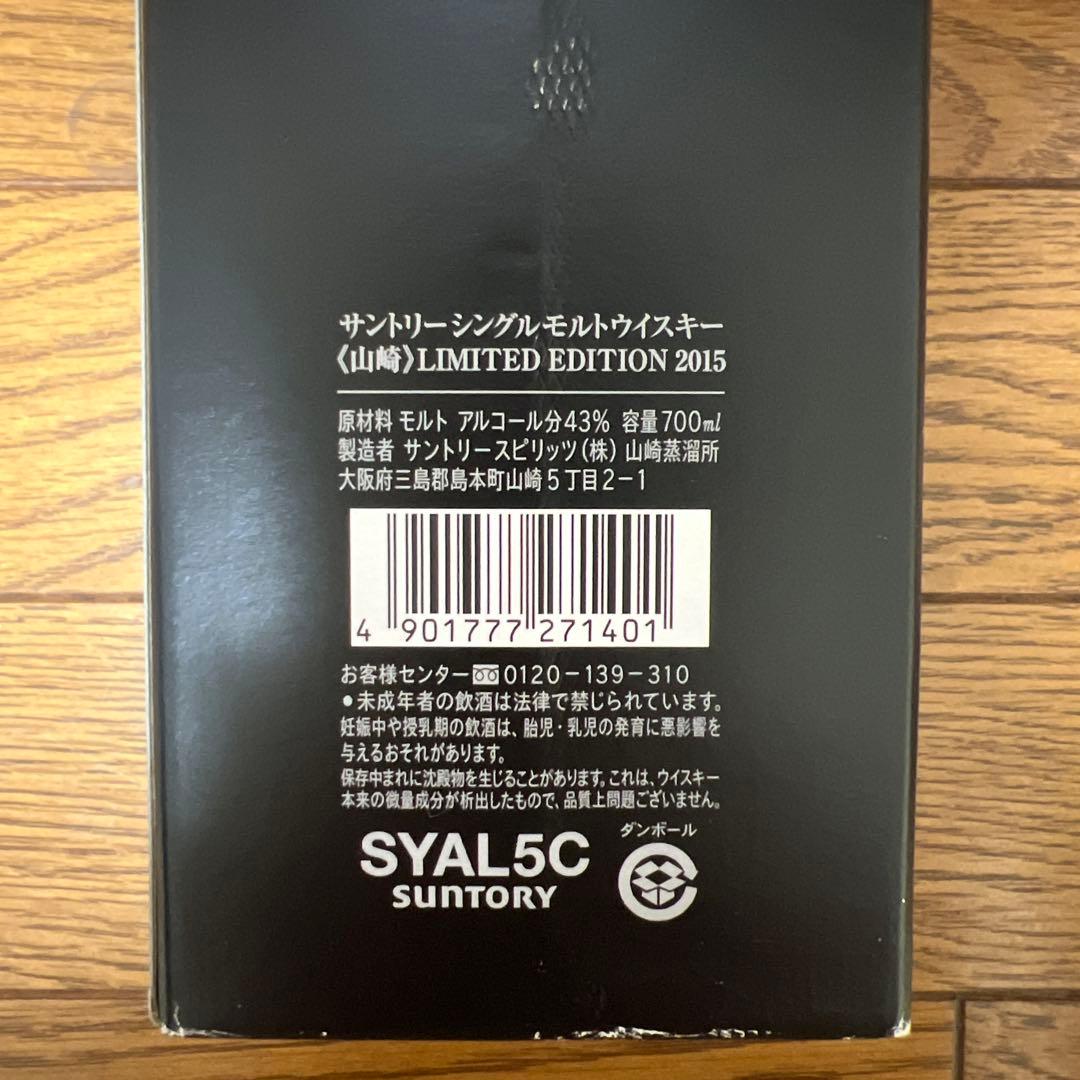 サントリーシングルモルトウイスキー
《山崎》LIMITED EDITION 2015
原材料 モルト アルコール分43% 容量700ml
製造者 サントリースピリッツ(株) 山崎蒸溜所
大阪府三島郡島本町山崎5丁目2-1
4 901777 271401
お客様センター 0120-139-310
●未成年者の飲酒は法律で禁じられています。
妊娠中や授乳期の飲酒は、胎児・乳児の発育に悪影響を
与えるおそれがあります。
保存中まれに沈殿物を生じることがあります。これは、ウイスキー
本来の微量成分が析出したもので、品質上問題ございません。
ダンボール
SYAL5C
SUNTORY